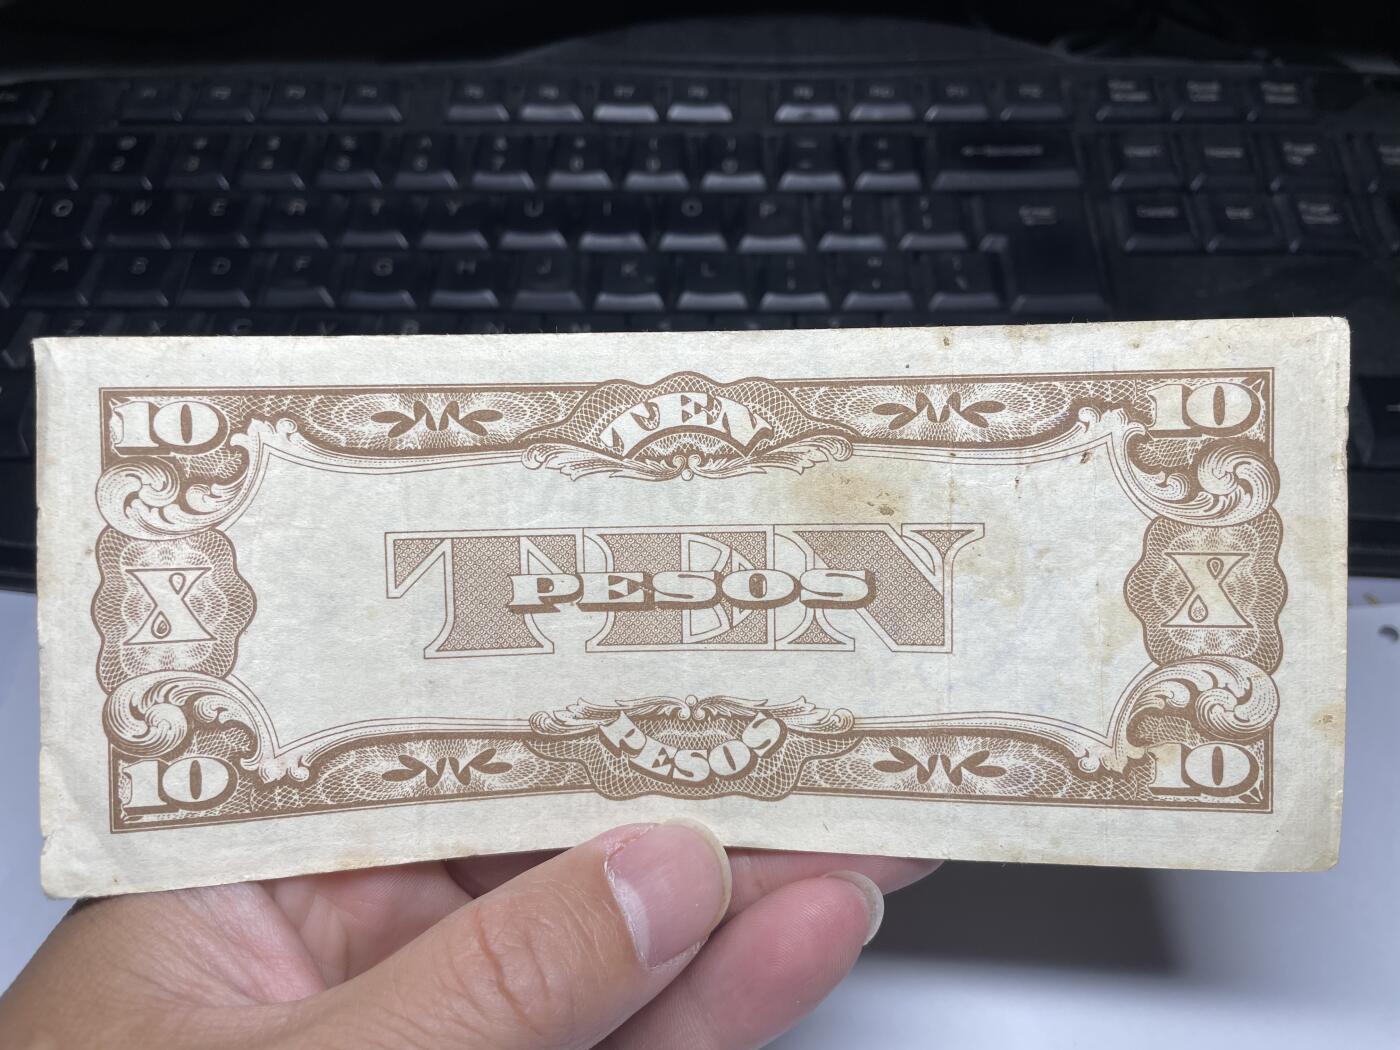 10 TEN 10
TEN
PESOS
X X
10 PESOS 10
Q W E R T Y U I O P
A S D F G H J K L
Z X C V B N